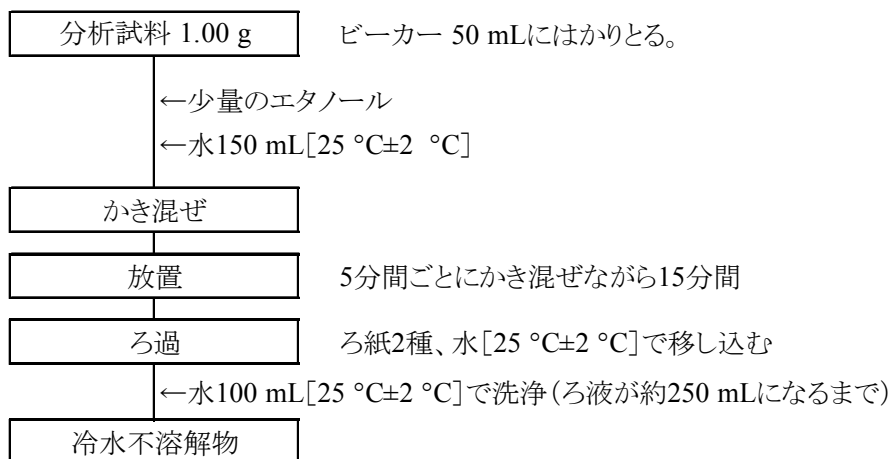 分析試料 1.00 g　ビーカー 50 mLにはかりとる。
←少量のエタノール
←水150 mL[25 °C±2 °C]
かき混ぜ
放置　5分間ごとにかき混ぜながら15分間
ろ過　ろ紙2種、水[25 °C±2 °C]で移し込む
←水100 mL[25 °C±2 °C]で洗浄(ろ液が約250 mLになるまで)
冷水不溶解物